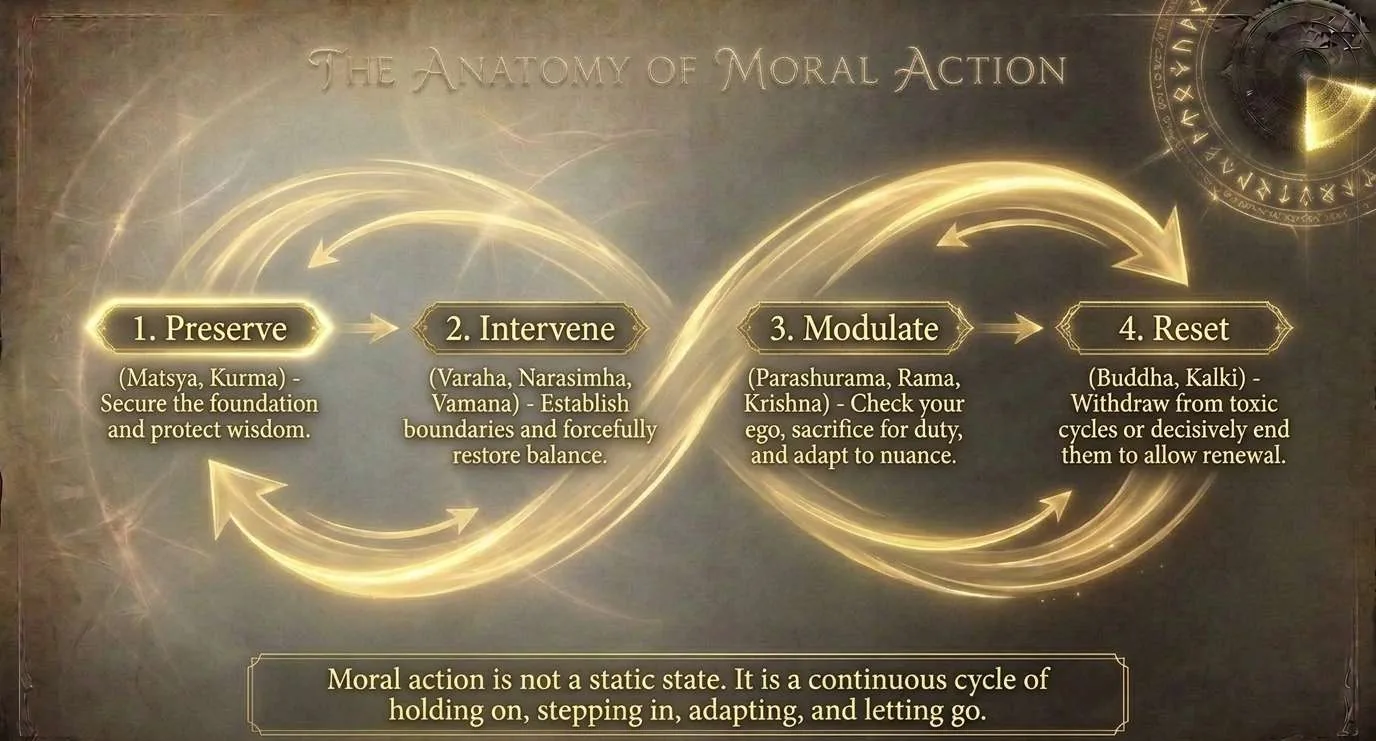 The Anatomy of Moral Action
1. Preserve
(Matsya, Kurma) -
Secure the foundation
and protect wisdom.
2. Intervene
(Varaha, Narasimha,
Vamana) - Establish
boundaries and forcefully
restore balance.
3. Modulate
(Parashurama, Rama,
Krishna) - Check your
ego, sacrifice for duty,
and adapt to nuance.
4. Reset
(Buddha, Kalki) -
Withdraw from toxic
cycles or decisively end
them to allow renewal.
Moral action is not a static state. It is a continuous cycle of
holding on, stepping in, adapting, and letting go.